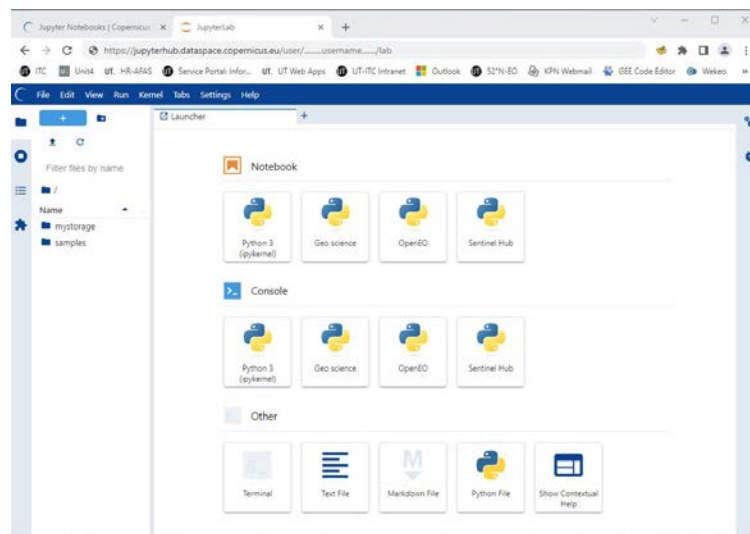 Jupyter Notebooks | Copernicus
JupyterLab
https://jupyterhub.dataspace.copernicus.eu/user/___username___/lab
ITC
Unit4
UT. HR-AFAS
Service Portal: Infor...
UT. UT Web Apps
UT-ITC Intranet
Outlook
52°N-EO
KPN Webmail
GEE Code Editor
Wekeo
File Edit View Run Kernel Tabs Settings Help
Launcher
Filter files by name
/
Name
mystorage
samples
Notebook
Python 3
(ipykernel)
Geo science
OpenEO
Sentinel Hub
Console
Python 3
(ipykernel)
Geo science
OpenEO
Sentinel Hub
Other
Terminal
Text File
Markdown File
Python File
Show Contextual
Help